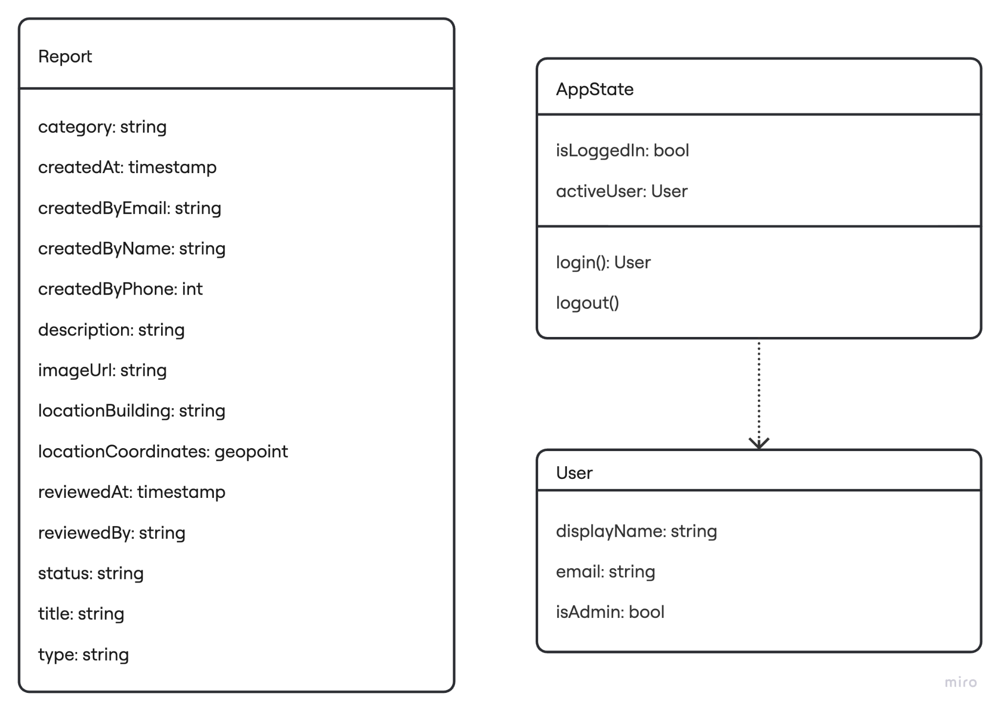 Report
category: string
createdAt: timestamp
createdByEmail: string
createdByName: string
createdByPhone: int
description: string
imageUrl: string
locationBuilding: string
locationCoordinates: geopoint
reviewedAt: timestamp
reviewedBy: string
status: string
title: string
type: string
AppState
isLoggedIn: bool
activeUser: User
login(): User
logout()
User
displayName: string
email: string
isAdmin: bool
miro